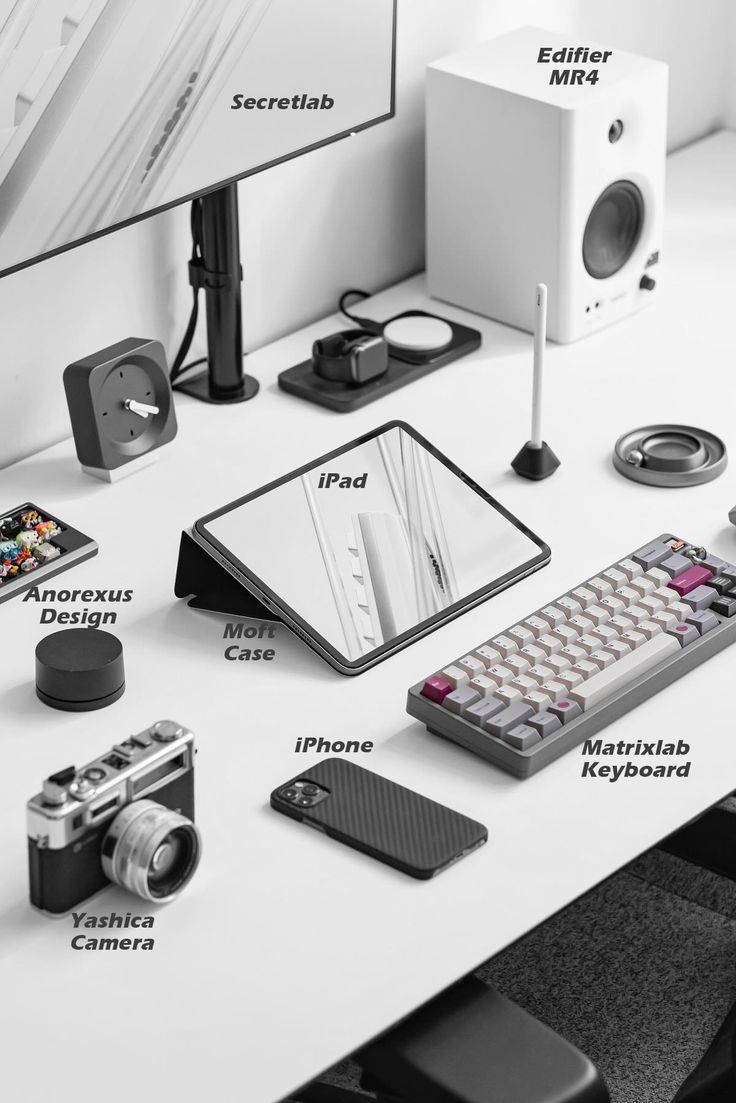 Edifier
MR4
Secretlab
iPad
Anorexus
Design
Moft
Case
iPhone
Matrixlab
Keyboard
Yashica
Camera